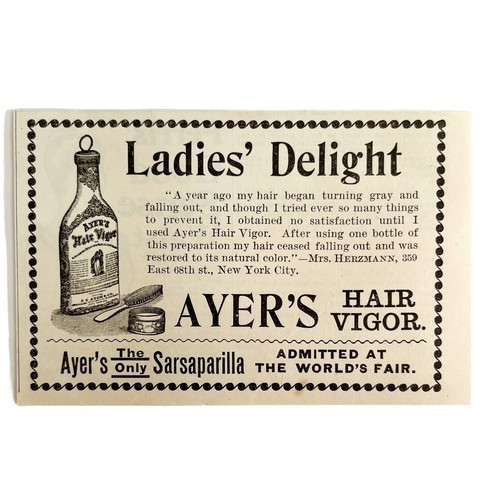 Ladies' Delight
"A year ago my hair began turning gray and
falling out, and though I tried ever so many things
to prevent it, I obtained no satisfaction until I
used Ayer's Hair Vigor. After using one bottle of
this preparation my hair ceased falling out and was
restored to its natural color."—Mrs. HERZMANN, 359
East 68th st., New York City.
AYER'S
Hair Vigor
AYER'S HAIR
VIGOR.
Ayer's The Only Sarsaparilla
ADMITTED AT
THE WORLD'S FAIR.